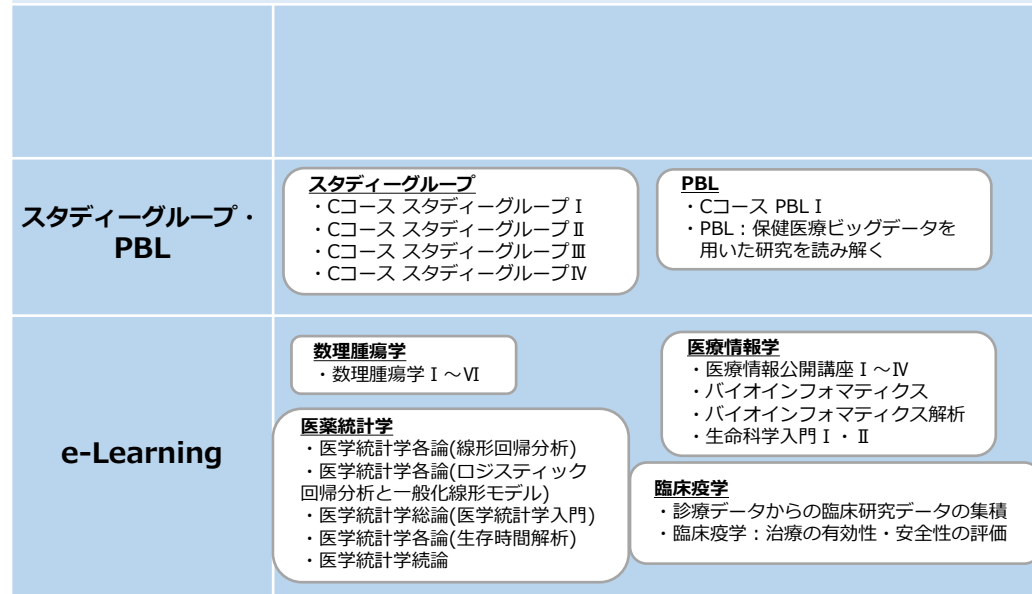 スタディーグループ・
PBL
スタディーグループ
・Cコース スタディーグループⅠ
・Cコース スタディーグループⅡ
・Cコース スタディーグループⅢ
・Cコース スタディーグループⅣ
PBL
・Cコース PBLⅠ
・PBL：保健医療ビッグデータを
用いた研究を読み解く
e-Learning
数理腫瘍学
・数理腫瘍学Ⅰ～Ⅵ
医薬統計学
・医学統計学各論(線形回帰分析)
・医学統計学各論(ロジスティック
回帰分析と一般化線形モデル)
・医学統計学総論(医学統計学入門)
・医学統計学各論(生存時間解析)
・医学統計学続論
医療情報学
・医療情報公開講座Ⅰ～Ⅳ
・バイオインフォマティクス
・バイオインフォマティクス解析
・生命科学入門Ⅰ・Ⅱ
臨床疫学
・診療データからの臨床研究データの集積
・臨床疫学：治療の有効性・安全性の評価